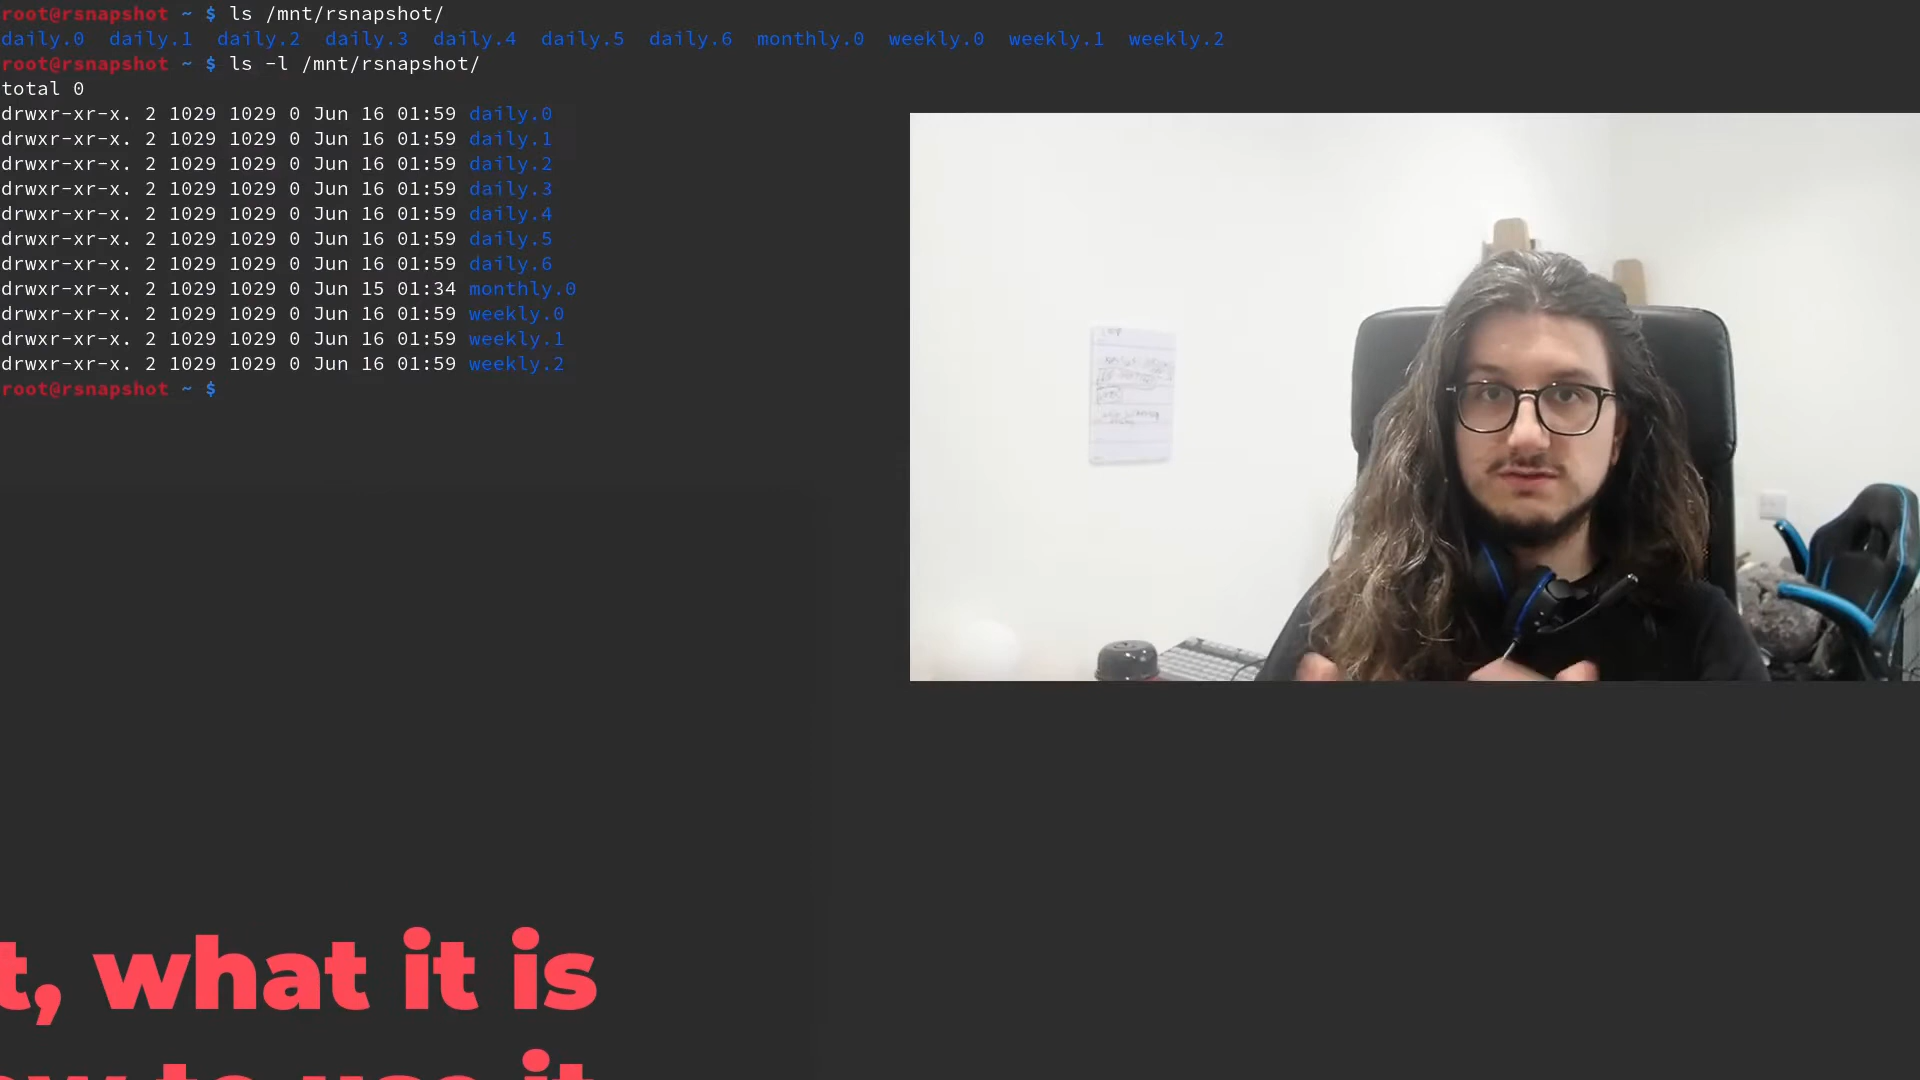 root@rsnapshot ~ $ ls /mnt/rsnapshot/
daily.0 daily.1 daily.2 daily.3 daily.4 daily.5 daily.6 monthly.0 weekly.0 weekly.1 weekly.2
root@rsnapshot ~ $ ls -l /mnt/rsnapshot/
total 0
drwxr-xr-x. 2 1029 1029 0 Jun 16 01:59 daily.0
drwxr-xr-x. 2 1029 1029 0 Jun 16 01:59 daily.1
drwxr-xr-x. 2 1029 1029 0 Jun 16 01:59 daily.2
drwxr-xr-x. 2 1029 1029 0 Jun 16 01:59 daily.3
drwxr-xr-x. 2 1029 1029 0 Jun 16 01:59 daily.4
drwxr-xr-x. 2 1029 1029 0 Jun 16 01:59 daily.5
drwxr-xr-x. 2 1029 1029 0 Jun 16 01:59 daily.6
drwxr-xr-x. 2 1029 1029 0 Jun 15 01:34 monthly.0
drwxr-xr-x. 2 1029 1029 0 Jun 16 01:59 weekly.0
drwxr-xr-x. 2 1029 1029 0 Jun 16 01:59 weekly.1
drwxr-xr-x. 2 1029 1029 0 Jun 16 01:59 weekly.2
root@rsnapshot ~ $
t, what it is
to use it